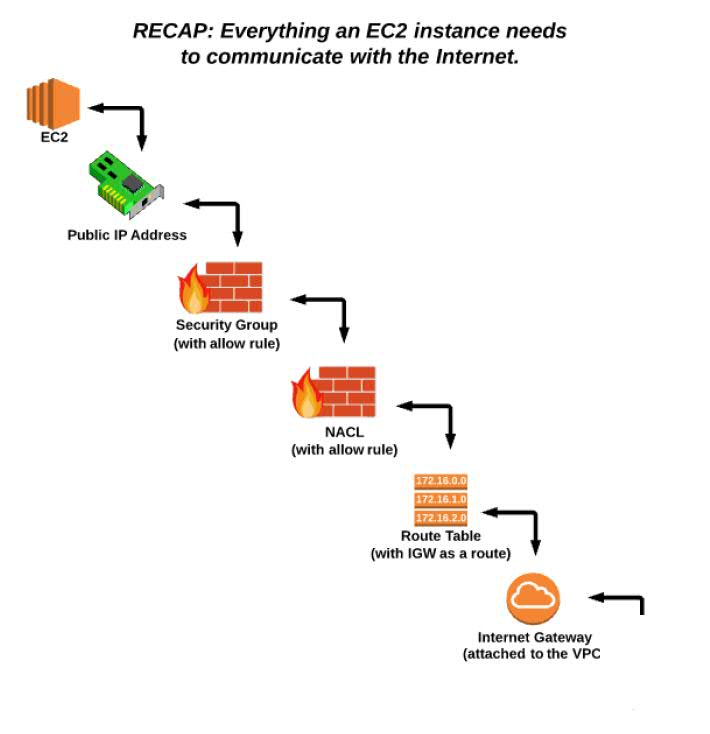 RECAP: Everything an EC2 instance needs
to communicate with the Internet.
EC2
Public IP Address
Security Group
(with allow rule)
NACL
(with allow rule)
172.16.0.0
172.16.1.0
172.16.2.0
Route Table
(with IGW as a route)
Internet Gateway
(attached to the VPC